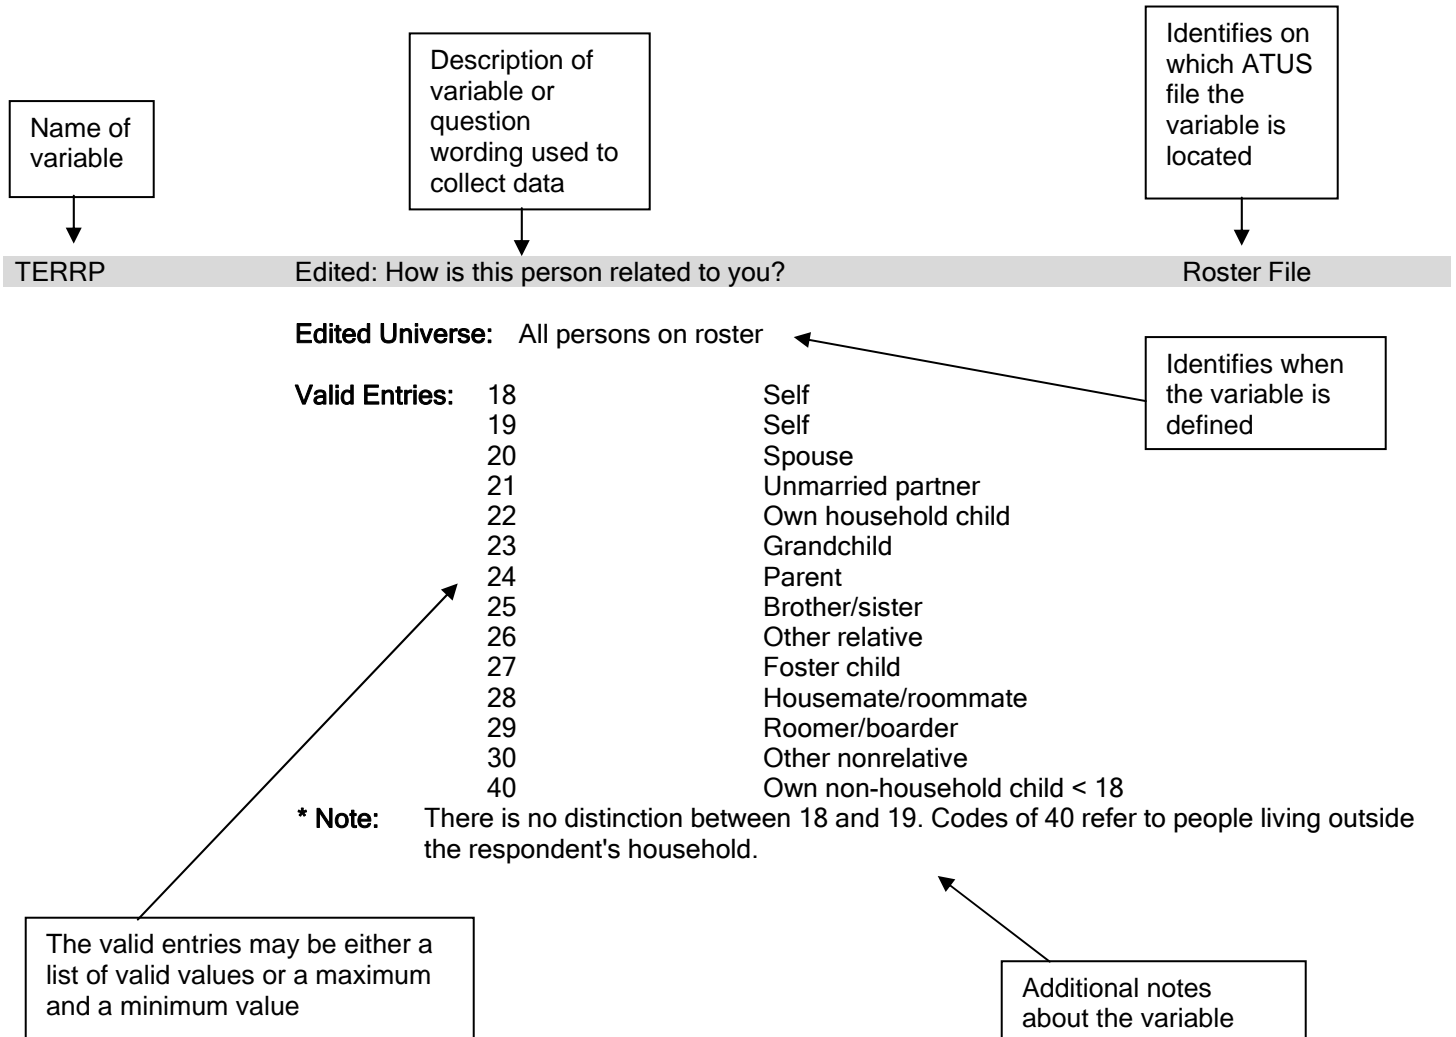 Name of
variable
Description of
variable or
question
wording used to
collect data
Identifies on
which ATUS
file the
variable is
located
TERRP Edited: How is this person related to you? Roster File
Edited Universe: All persons on roster
Identifies when
the variable is
defined
Valid Entries: 18 Self
19 Self
20 Spouse
21 Unmarried partner
22 Own household child
23 Grandchild
24 Parent
25 Brother/sister
26 Other relative
27 Foster child
28 Housemate/roommate
29 Roomer/boarder
30 Other nonrelative
40 Own non-household child < 18
* Note: There is no distinction between 18 and 19. Codes of 40 refer to people living outside
the respondent's household.
The valid entries may be either a
list of valid values or a maximum
and a minimum value
Additional notes
about the variable